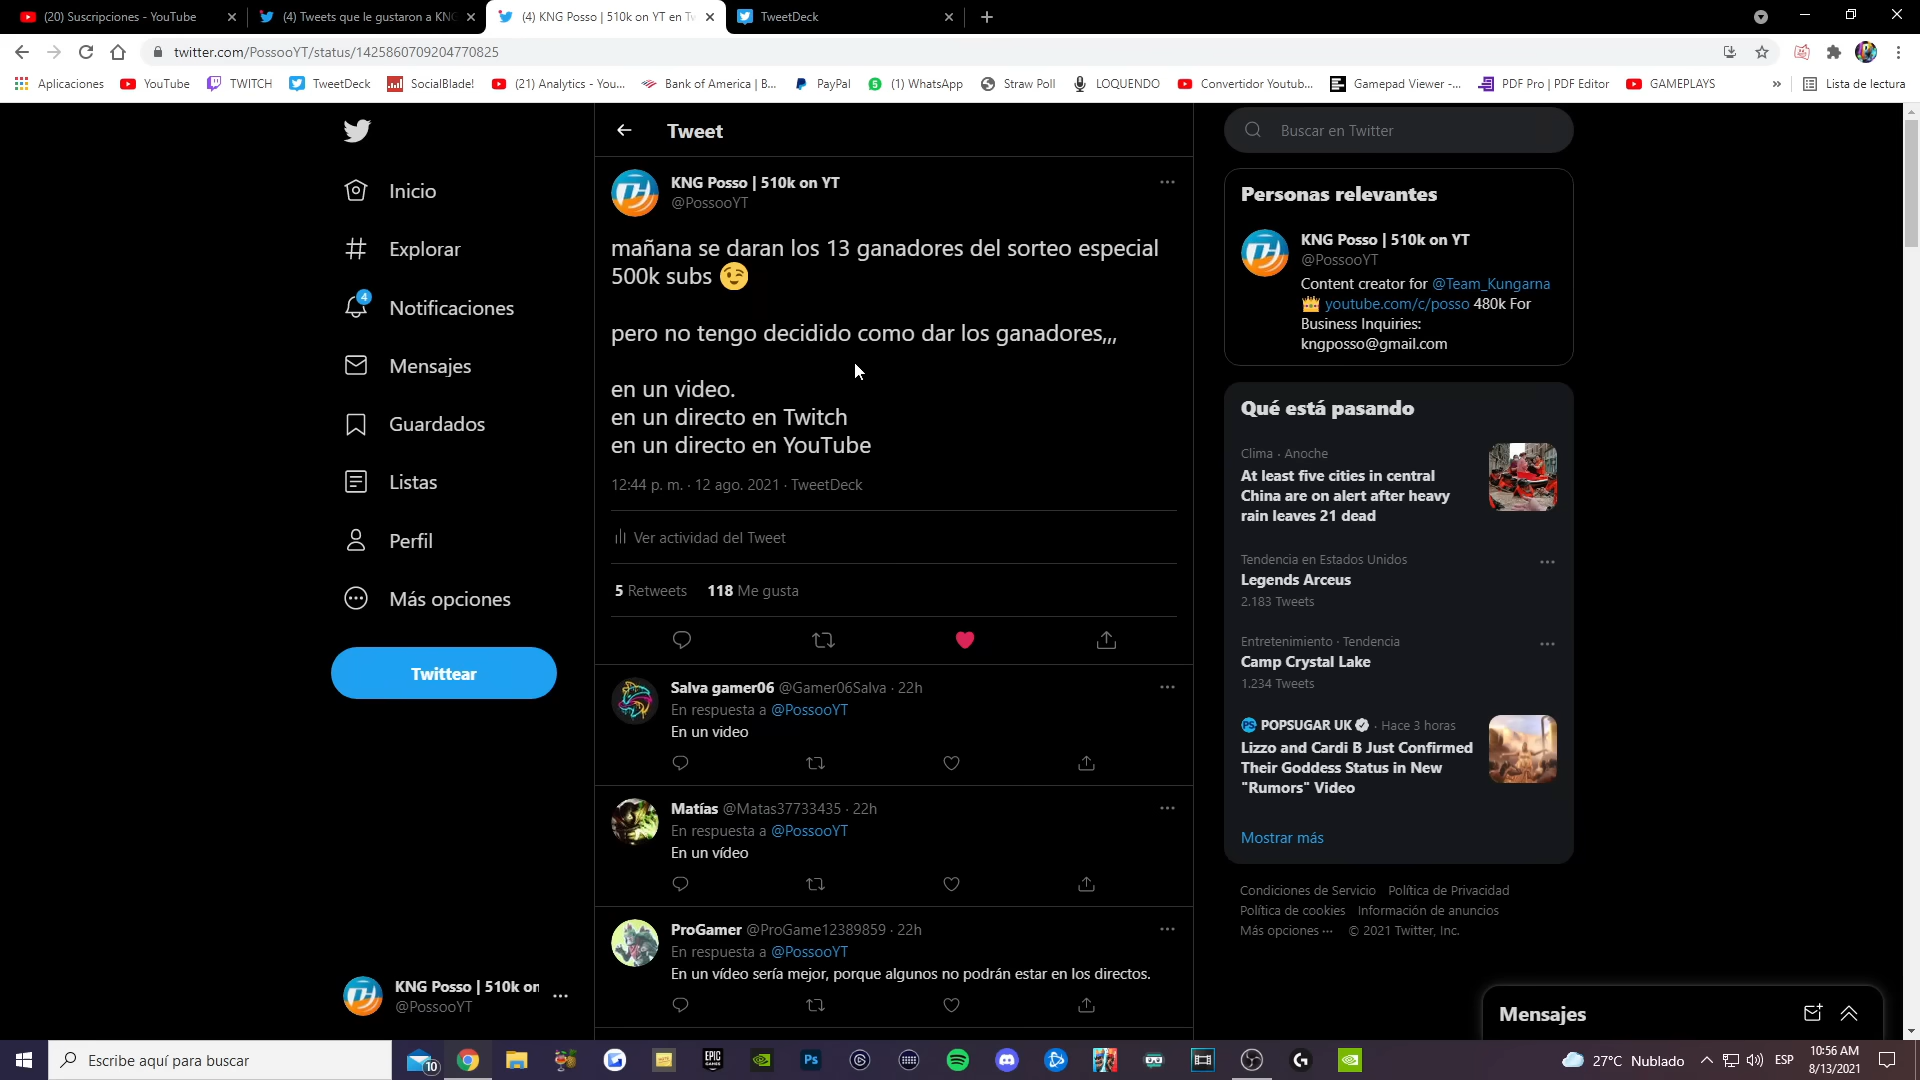 (20) Suscripciones - YouTube
(4) Tweets que le gustaron a KNG
(4) KNG Posso | 510k on YT en Tw
TweetDeck
twitter.com/PossooYT/status/1425860709204770825
Aplicaciones
YouTube
TWITCH
TweetDeck
SocialBlade!
(21) Analytics - You...
Bank of America | B...
PayPal
(1) WhatsApp
Straw Poll
LOQUENDO
Convertidor Youtub...
Gamepad Viewer -...
PDF Pro | PDF Editor
GAMEPLAYS
»
Lista de lectura
Inicio
Explorar
4
Notificaciones
Mensajes
Guardados
Listas
Perfil
Más opciones
Twittear
KNG Posso | 510k on
@PossooYT
Tweet
KNG Posso | 510k on YT
@PossooYT
mañana se daran los 13 ganadores del sorteo especial
500k subs 😉
pero no tengo decidido como dar los ganadores,,,
en un video.
en un directo en Twitch
en un directo en YouTube
12:44 p. m. · 12 ago. 2021 · TweetDeck
Ver actividad del Tweet
5 Retweets 118 Me gusta
Salva gamer06 @Gamer06Salva · 22h
En respuesta a @PossooYT
En un video
Matías @Matas37733435 · 22h
En respuesta a @PossooYT
En un vídeo
ProGamer @ProGame12389859 · 22h
En respuesta a @PossooYT
En un vídeo sería mejor, porque algunos no podrán estar en los directos.
Buscar en Twitter
Personas relevantes
KNG Posso | 510k on YT
@PossooYT
Content creator for @Team_Kungarna
👑 youtube.com/c/posso 480k For
Business Inquiries:
kngposso@gmail.com
Qué está pasando
Clima · Anoche
At least five cities in central
China are on alert after heavy
rain leaves 21 dead
Tendencia en Estados Unidos
Legends Arceus
2.183 Tweets
Entretenimiento · Tendencia
Camp Crystal Lake
1.234 Tweets
POPSUGAR UK · Hace 3 horas
Lizzo and Cardi B Just Confirmed
Their Goddess Status in New
"Rumors" Video
Mostrar más
Condiciones de Servicio Política de Privacidad
Política de cookies Información de anuncios
Más opciones ··· © 2021 Twitter, Inc.
Mensajes
Escribe aquí para buscar
10
EPIC GAMES
Ps
27°C Nublado
ESP
10:56 AM
8/13/2021